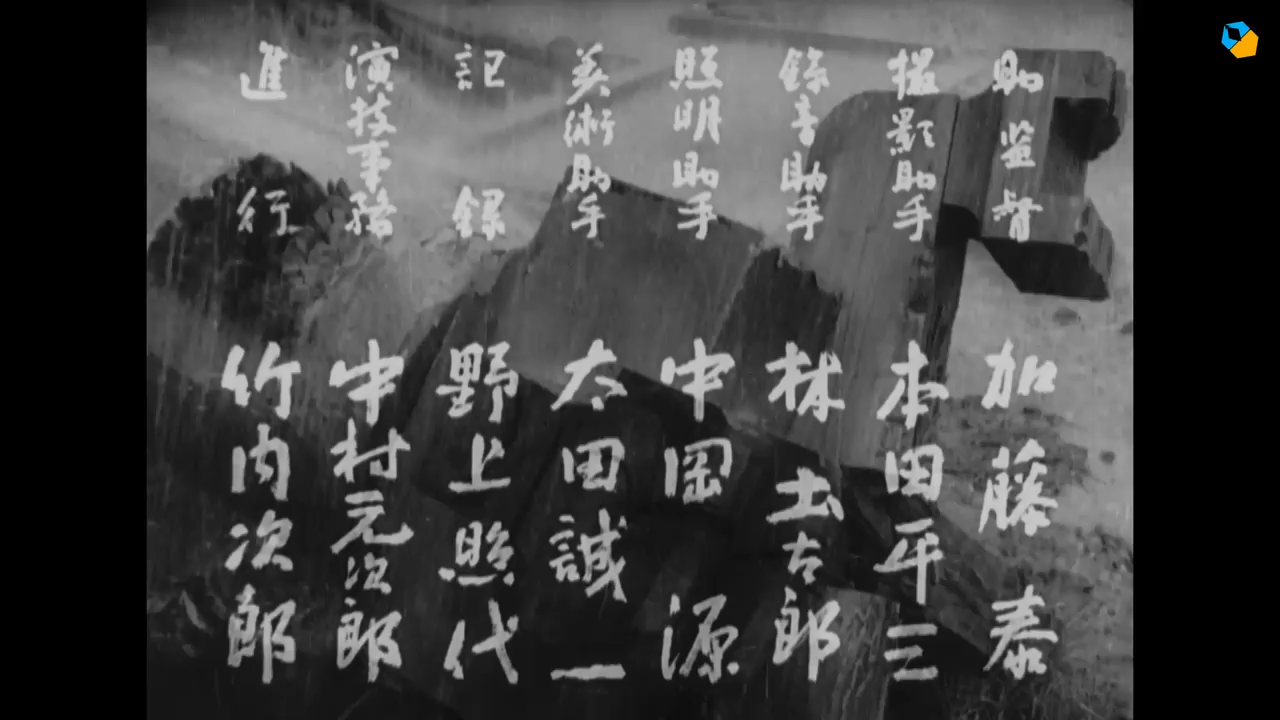 助監督 加藤泰
撮影助手 本田平三
錄音助手 林土太郎
照明助手 中岡源
美術助手 太田誠一
記錄 野上照代
演技事務 中村元次郎
進行 竹内次郎